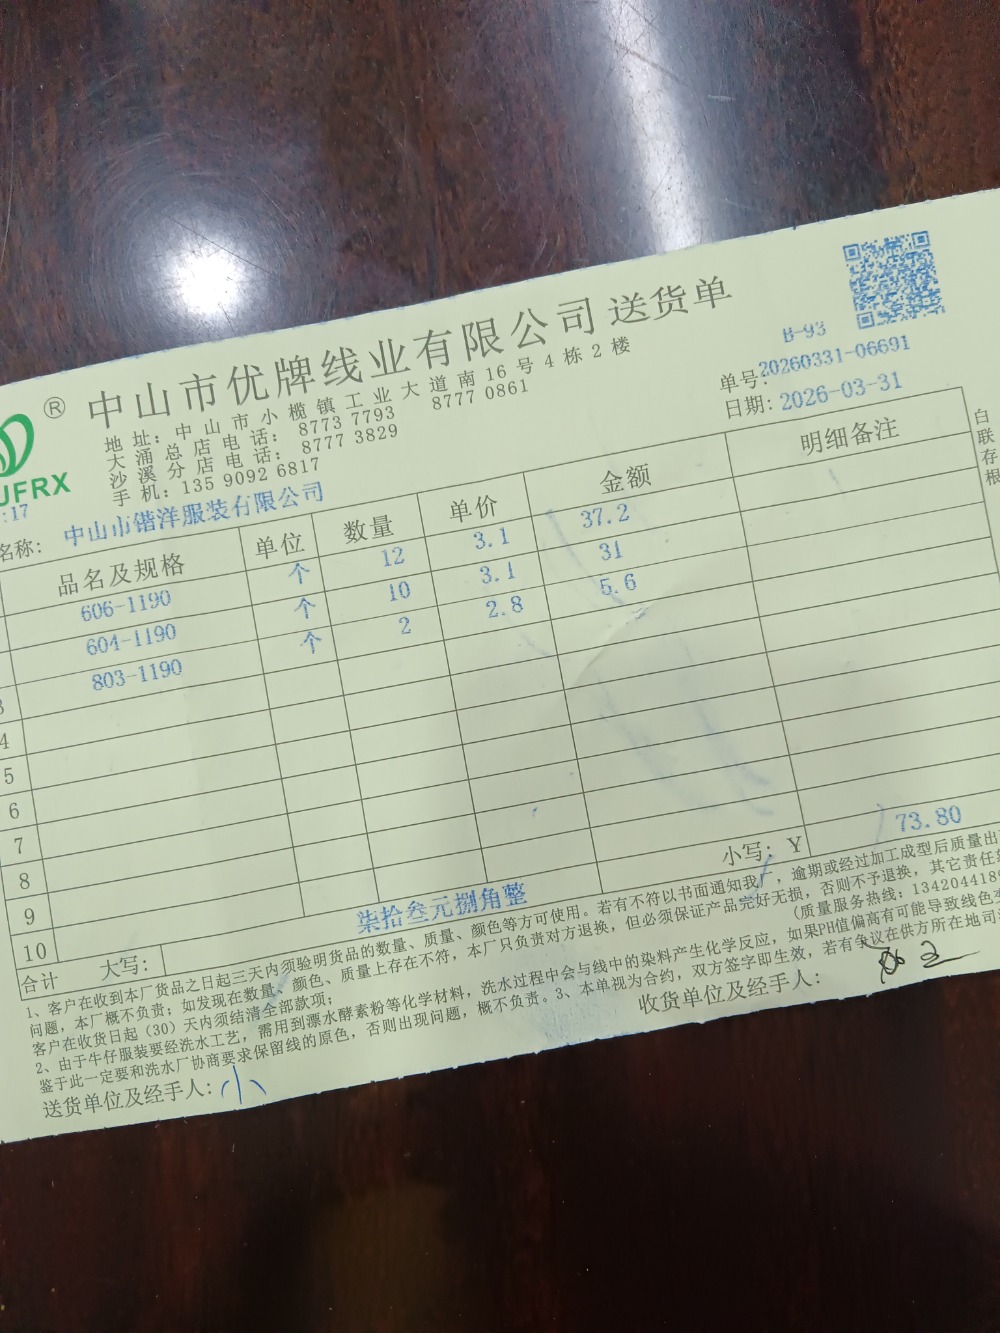 中山市优牌线业有限公司送货单
®
UFRX
地址：中山市小榄镇工业大道南16号4栋2楼
大涌总店电话：8773 7793 8777 0861
沙溪分店电话：8777 3829
手机：135 9092 6817
B-93
单号：20260331-06691
日期：2026-03-31
:17
名称：中山市锴洋服装有限公司
品名及规格 单位 数量 单价 金额 明细备注
606-1190 个 12 3.1 37.2
604-1190 个 10 3.1 31
3 803-1190 个 2 2.8 5.6
4
5
6
7
8
9
10
合计 大写：柒拾叁元捌角整 小写：Y 73.80
1、客户在收到本厂货品之日起三天内须验明货品的数量、质量、颜色等方可使用。若有不符以书面通知我厂，逾期或经过加工成型后质量出
问题，本厂概不负责；如发现在数量、颜色、质量上存在不符，本厂只负责对方退换，但必须保证产品完好无损，否则不予退换，其它责任
客户在收货日起（30）天内须结清全部款项； （质量服务热线：134204418
2、由于牛仔服装要经洗水工艺，需用到漂水酵素粉等化学材料，洗水过程中会与线中的染料产生化学反应，如果PH值偏高有可能导致线色
鉴于此一定要和洗水厂协商要求保留线的原色，否则出现问题，概不负责。3、本单视为合约，双方签字即生效，若有争议在供方所在地司
送货单位及经手人：小
收货单位及经手人：
白联存根